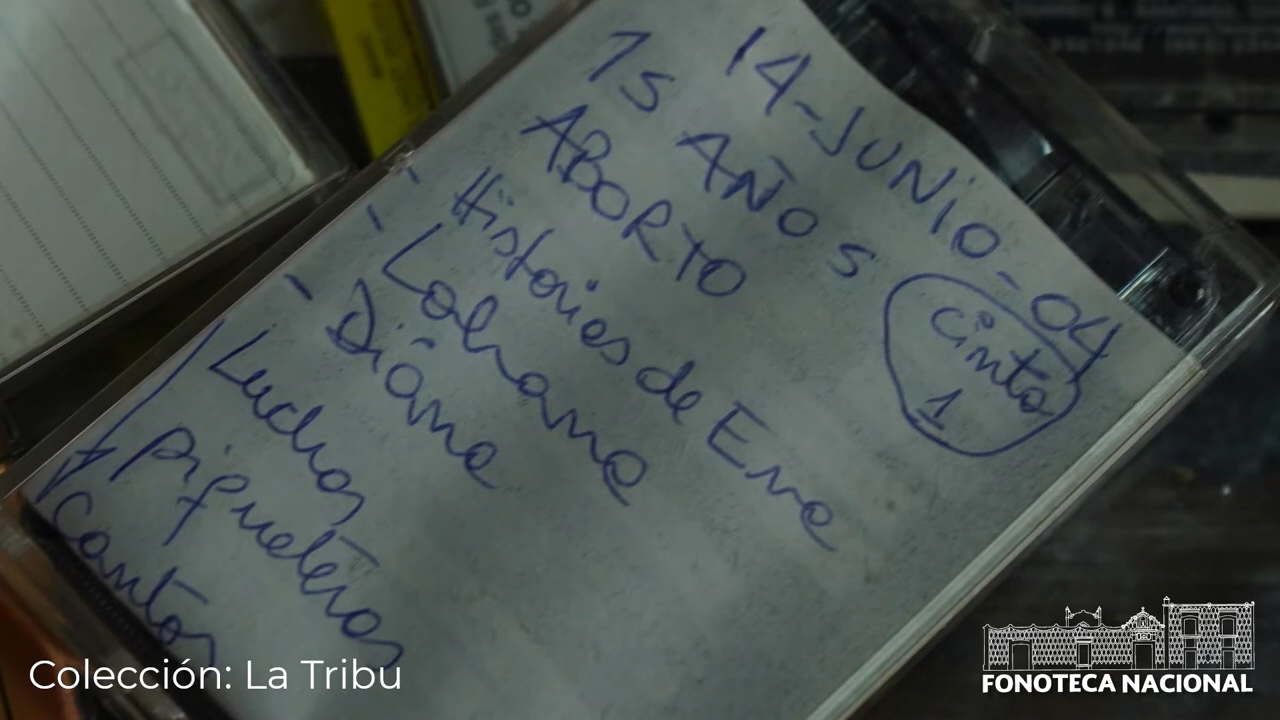 14-JUNIO-04
15 AÑOS
Cinta
1
ABORTO
- Historias de Eva
- Lohana
- Diana
Luchas
piqueteras
Cantos
Colección: La Tribu
FONOTECA NACIONAL